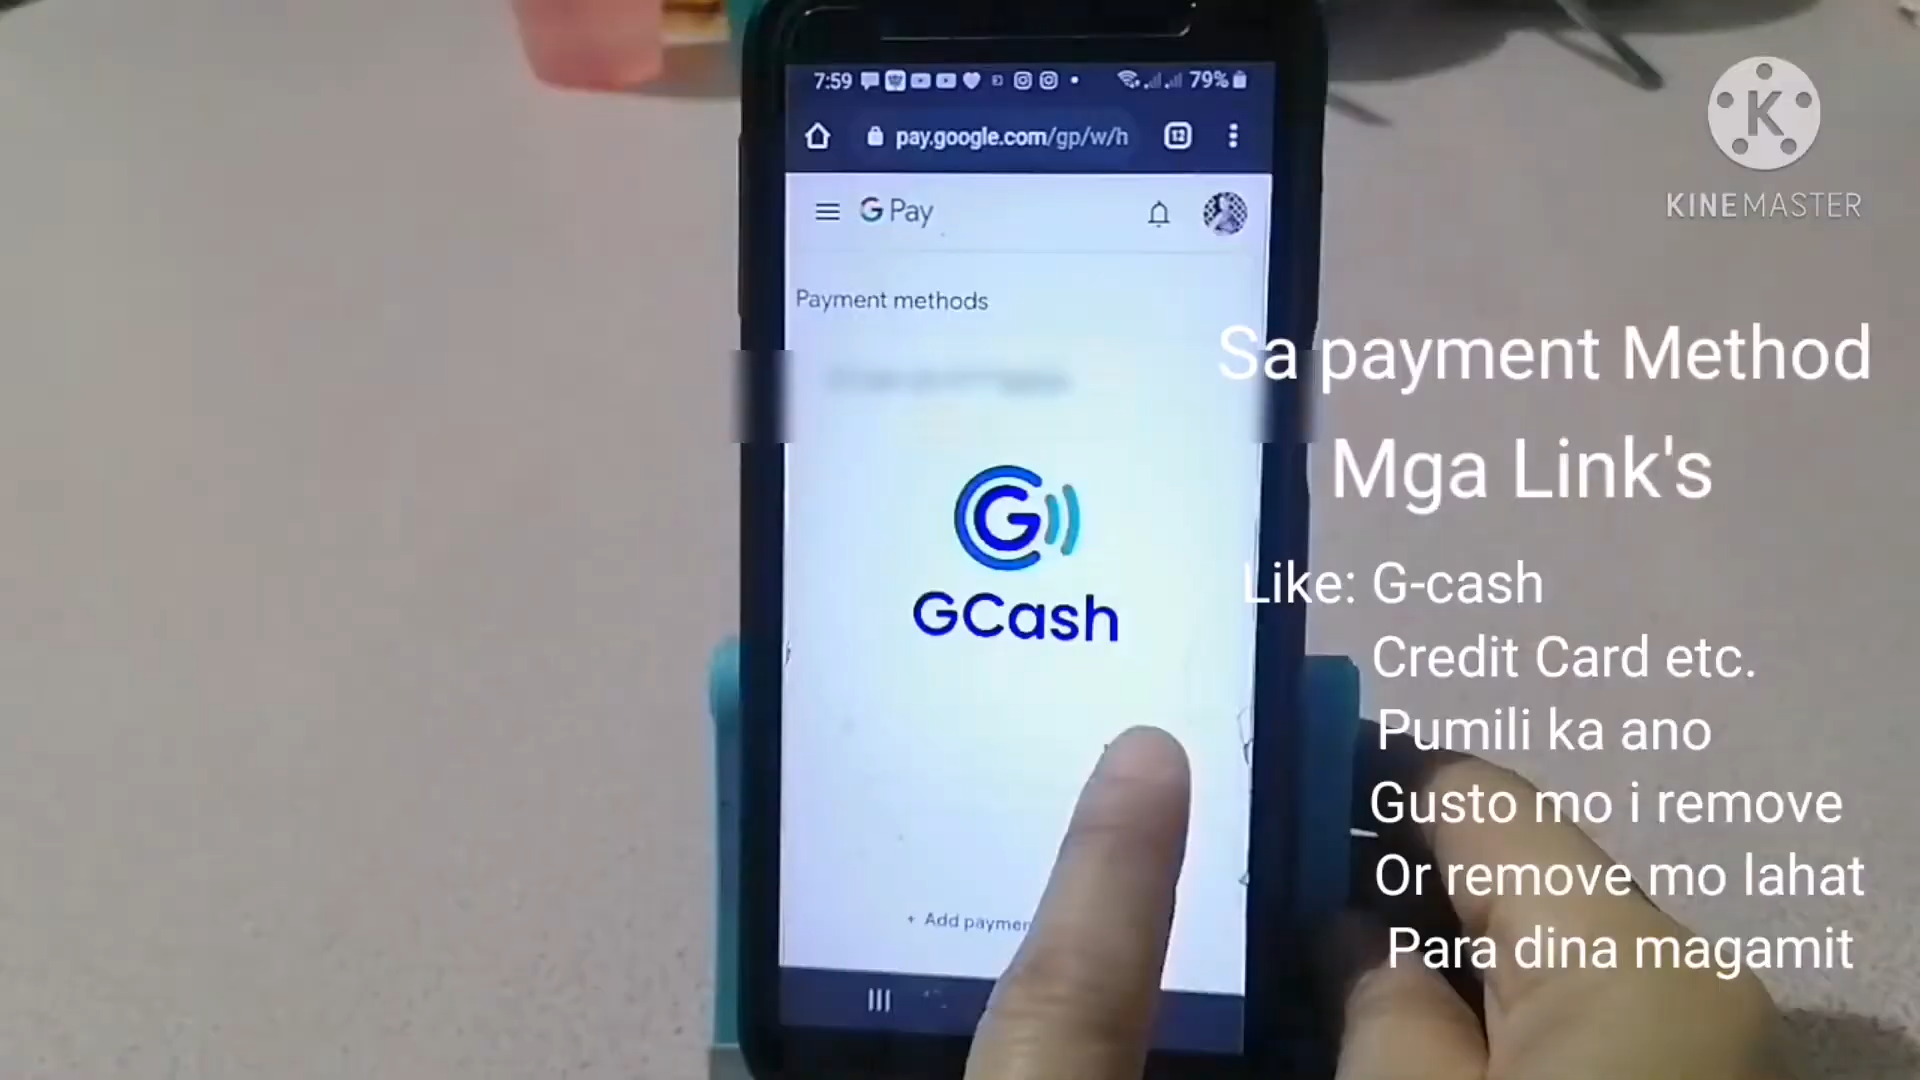 7:59
79%
pay.google.com/gp/w/h
12
G Pay
Payment methods
GCash
+ Add paymen
K
KINEMASTER
Sa payment Method
Mga Link's
Like: G-cash
Credit Card etc.
Pumili ka ano
Gusto mo i remove
Or remove mo lahat
Para dina magamit